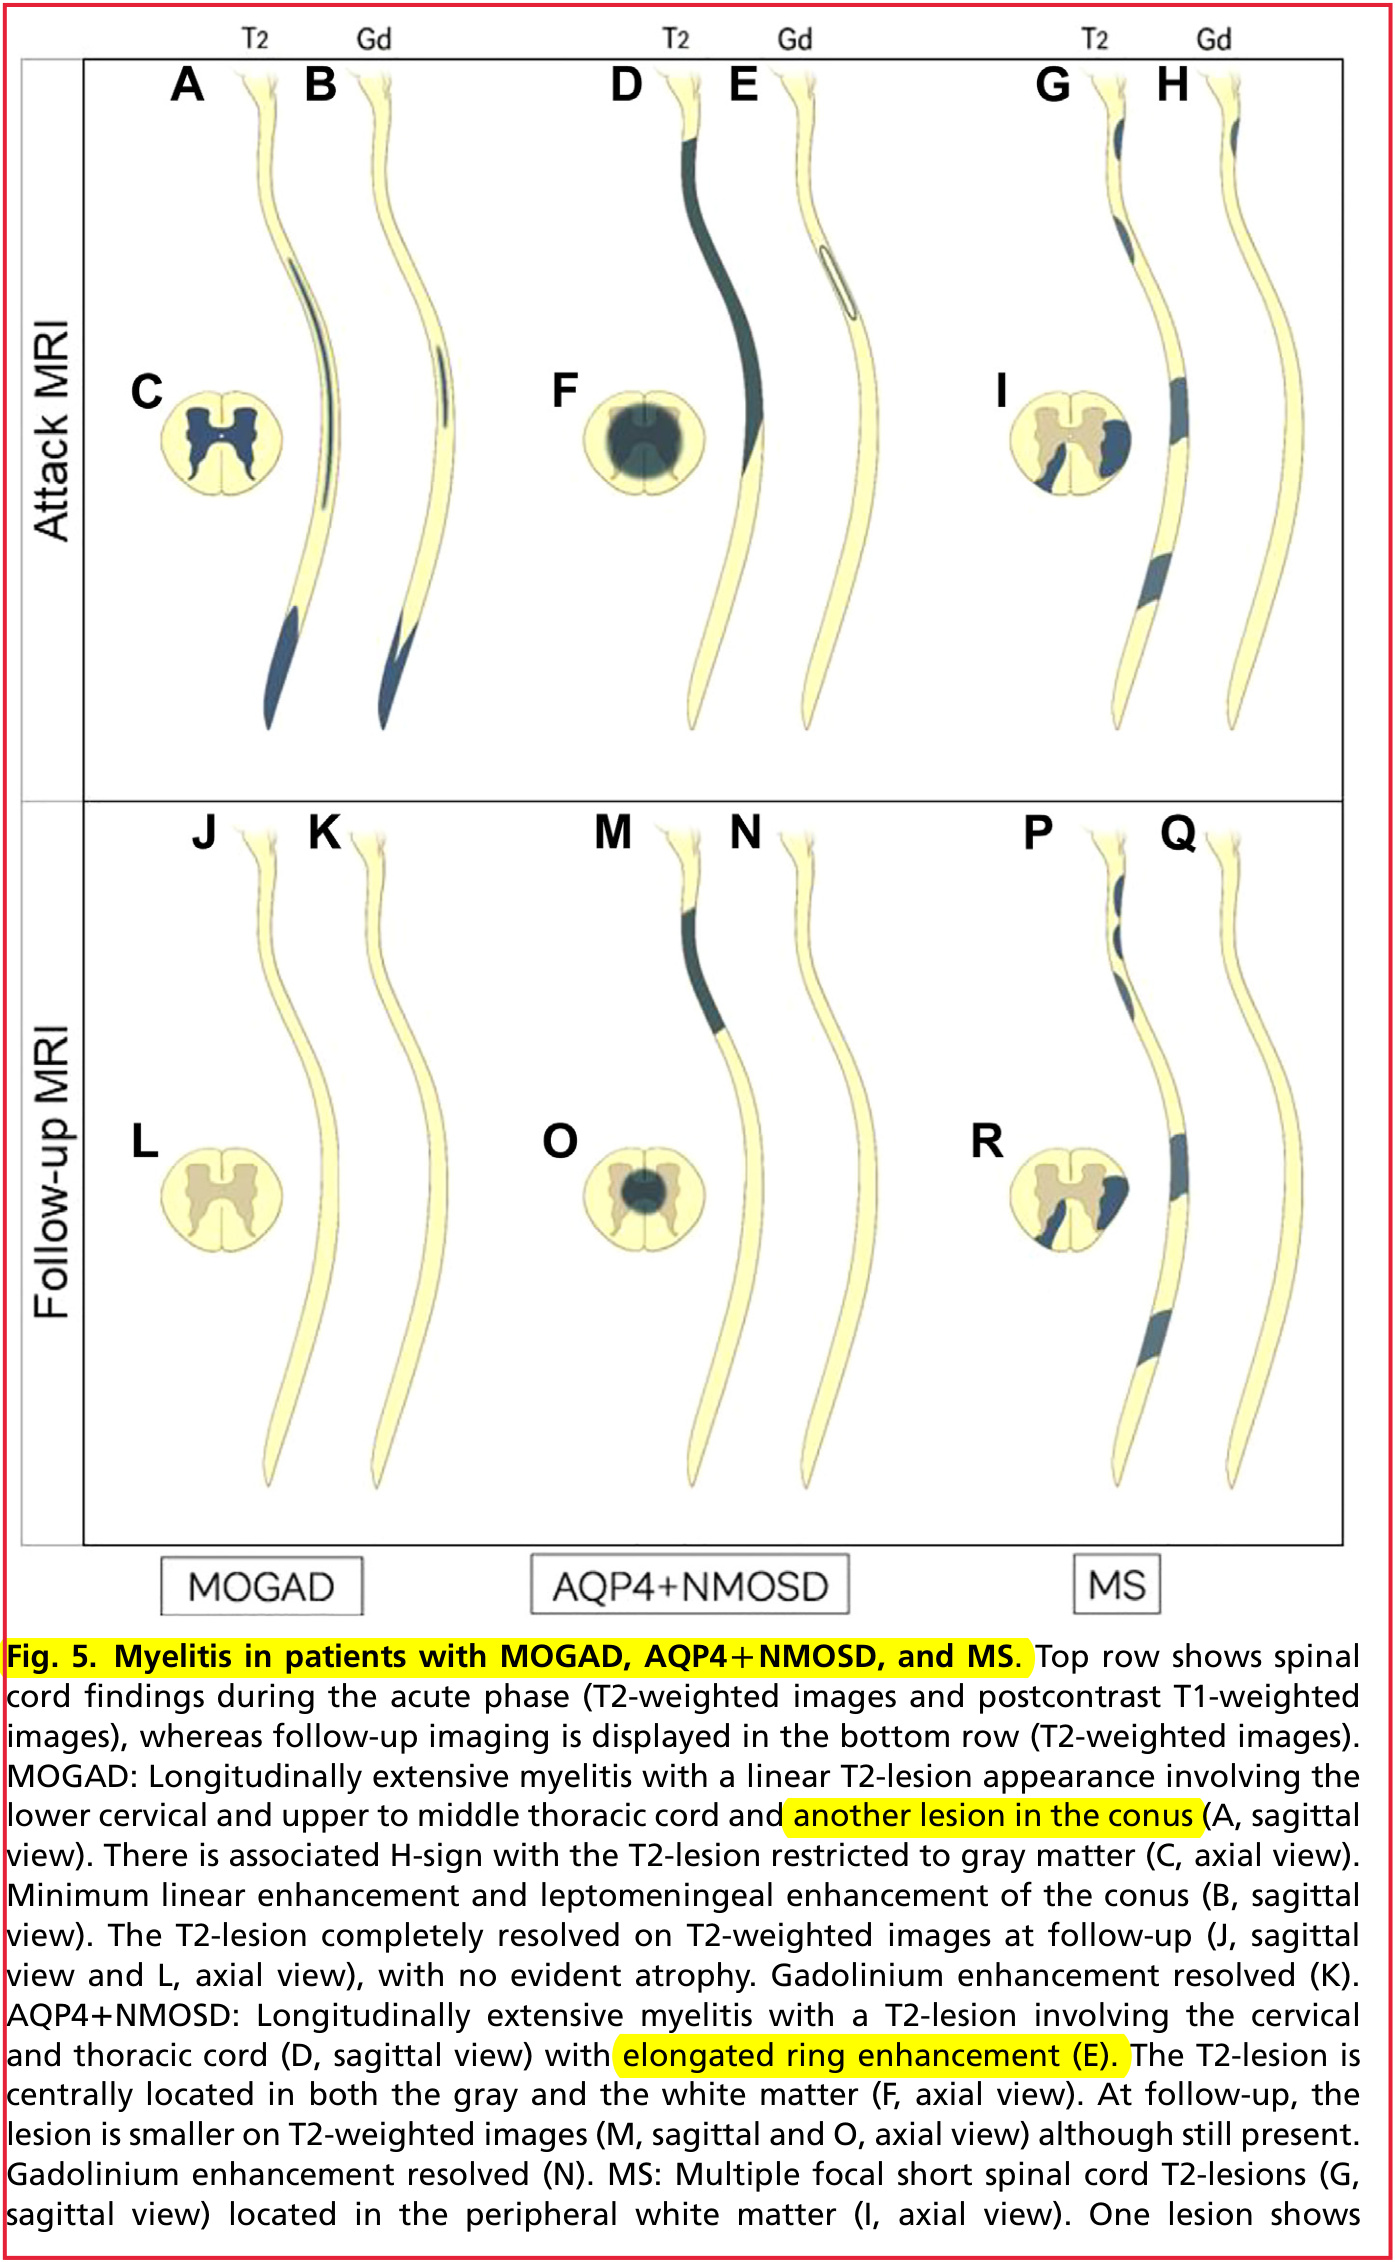 T2 Gd T2 Gd T2 Gd
A B D E G H
Attack MRI
C F I
J K M N P Q
Follow-up MRI
L O R
MOGAD AQP4+NMOSD MS
Fig. 5. Myelitis in patients with MOGAD, AQP4+NMOSD, and MS. Top row shows spinal
cord findings during the acute phase (T2-weighted images and postcontrast T1-weighted
images), whereas follow-up imaging is displayed in the bottom row (T2-weighted images).
MOGAD: Longitudinally extensive myelitis with a linear T2-lesion appearance involving the
lower cervical and upper to middle thoracic cord and another lesion in the conus (A, sagittal
view). There is associated H-sign with the T2-lesion restricted to gray matter (C, axial view).
Minimum linear enhancement and leptomeningeal enhancement of the conus (B, sagittal
view). The T2-lesion completely resolved on T2-weighted images at follow-up (J, sagittal
view and L, axial view), with no evident atrophy. Gadolinium enhancement resolved (K).
AQP4+NMOSD: Longitudinally extensive myelitis with a T2-lesion involving the cervical
and thoracic cord (D, sagittal view) with elongated ring enhancement (E). The T2-lesion is
centrally located in both the gray and the white matter (F, axial view). At follow-up, the
lesion is smaller on T2-weighted images (M, sagittal and O, axial view) although still present.
Gadolinium enhancement resolved (N). MS: Multiple focal short spinal cord T2-lesions (G,
sagittal view) located in the peripheral white matter (I, axial view). One lesion shows